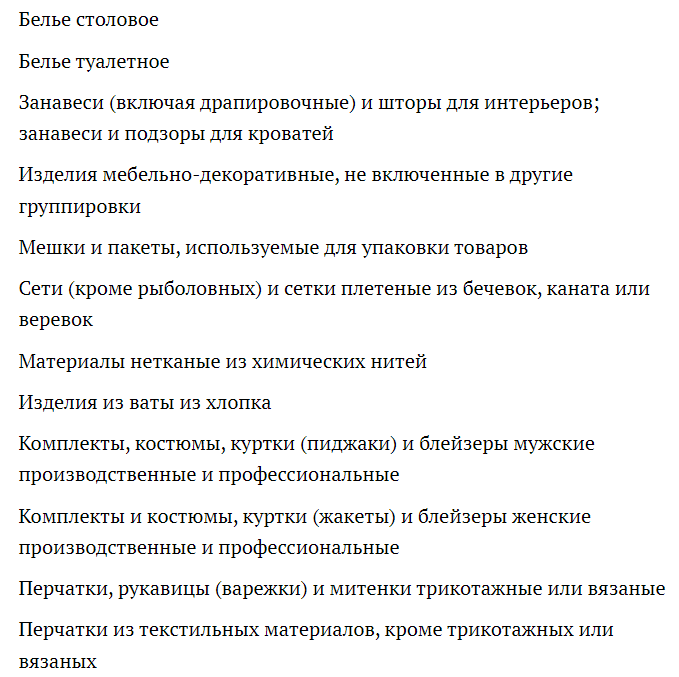 Белье столовое
Белье туалетное
Занавеси (включая драпировочные) и шторы для интерьеров;
занавеси и подзоры для кроватей
Изделия мебельно-декоративные, не включенные в другие
группировки
Мешки и пакеты, используемые для упаковки товаров
Сети (кроме рыболовных) и сетки плетеные из бечевок, каната или
веревок
Материалы нетканые из химических нитей
Изделия из ваты из хлопка
Комплекты, костюмы, куртки (пиджаки) и блейзеры мужские
производственные и профессиональные
Комплекты и костюмы, куртки (жакеты) и блейзеры женские
производственные и профессиональные
Перчатки, рукавицы (варежки) и митенки трикотажные или вязаные
Перчатки из текстильных материалов, кроме трикотажных или
вязаных